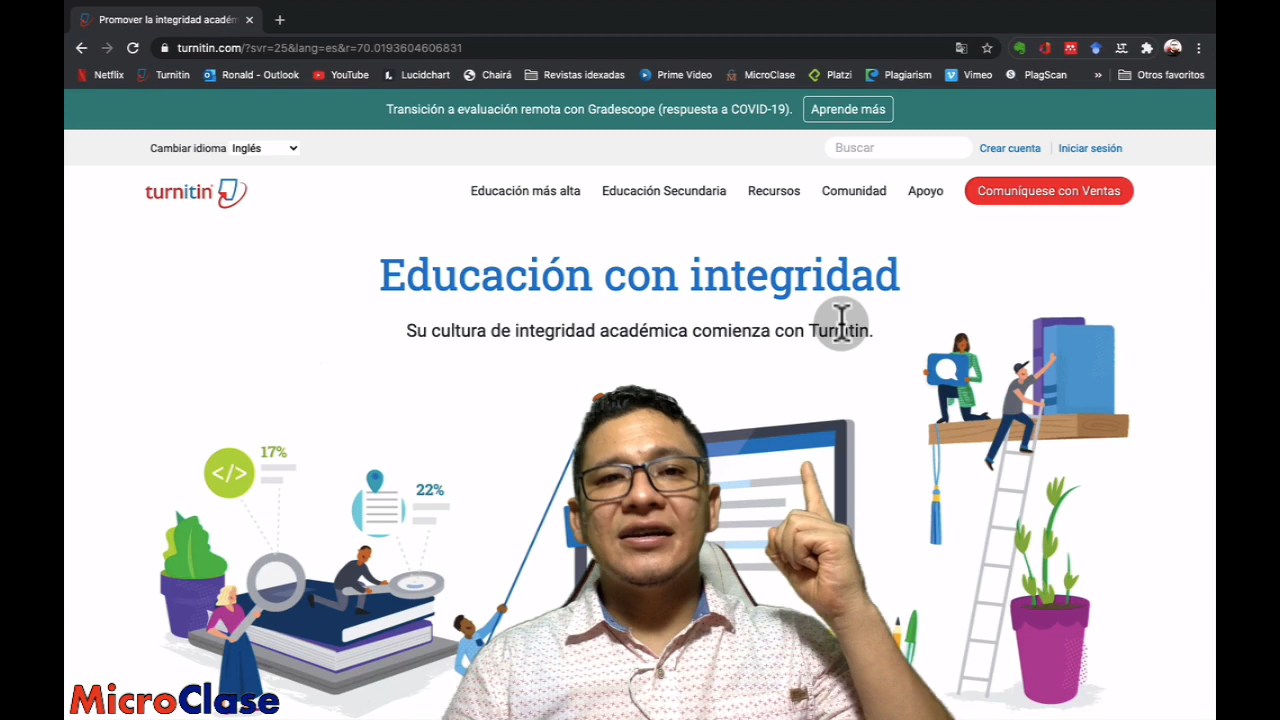 Promover la integridad académ
turnitin.com/?svr=25&lang=es&r=70.0193604606831
Netflix Turnitin Ronald - Outlook YouTube Lucidchart Chairá Revistas idexadas Prime Video MicroClase Platzi Plagiarism Vimeo PlagScan » Otros favoritos
Transición a evaluación remota con Gradescope (respuesta a COVID-19). Aprende más
Cambiar idioma Inglés Buscar Crear cuenta Iniciar sesión
turnitin Educación más alta Educación Secundaria Recursos Comunidad Apoyo Comuníquese con Ventas
Educación con integridad
Su cultura de integridad académica comienza con Turnitin.
17%
</>
22%
MicroClase